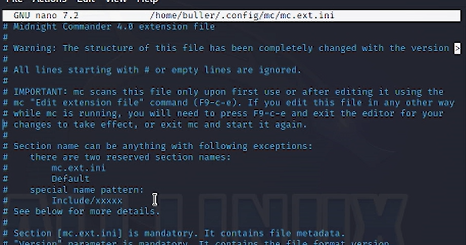 GNU nano 7.2 /home/buller/.config/mc/mc.ext.ini
# Midnight Commander 4.0 extension file
#
# Warning: The structure of this file has been completely changed with the version >
#
# All lines starting with # or empty lines are ignored.
#
# IMPORTANT: mc scans this file only upon first use or after editing it using the
# mc "Edit extension file" command (F9-c-e). If you edit this file in any other way
# while mc is running, you will need to press F9-c-e and exit the editor for your
# changes to take effect, or exit mc and start it again.
#
# Section name can be anything with following exceptions:
# there are two reserved section names:
# mc.ext.ini
# Default
# special name pattern:
# Include/xxxxx
# See below for more details.
#
# Section [mc.ext.ini] is mandatory. It contains file metadata.
# "Version" parameter is mandatory. It contains the file format version.